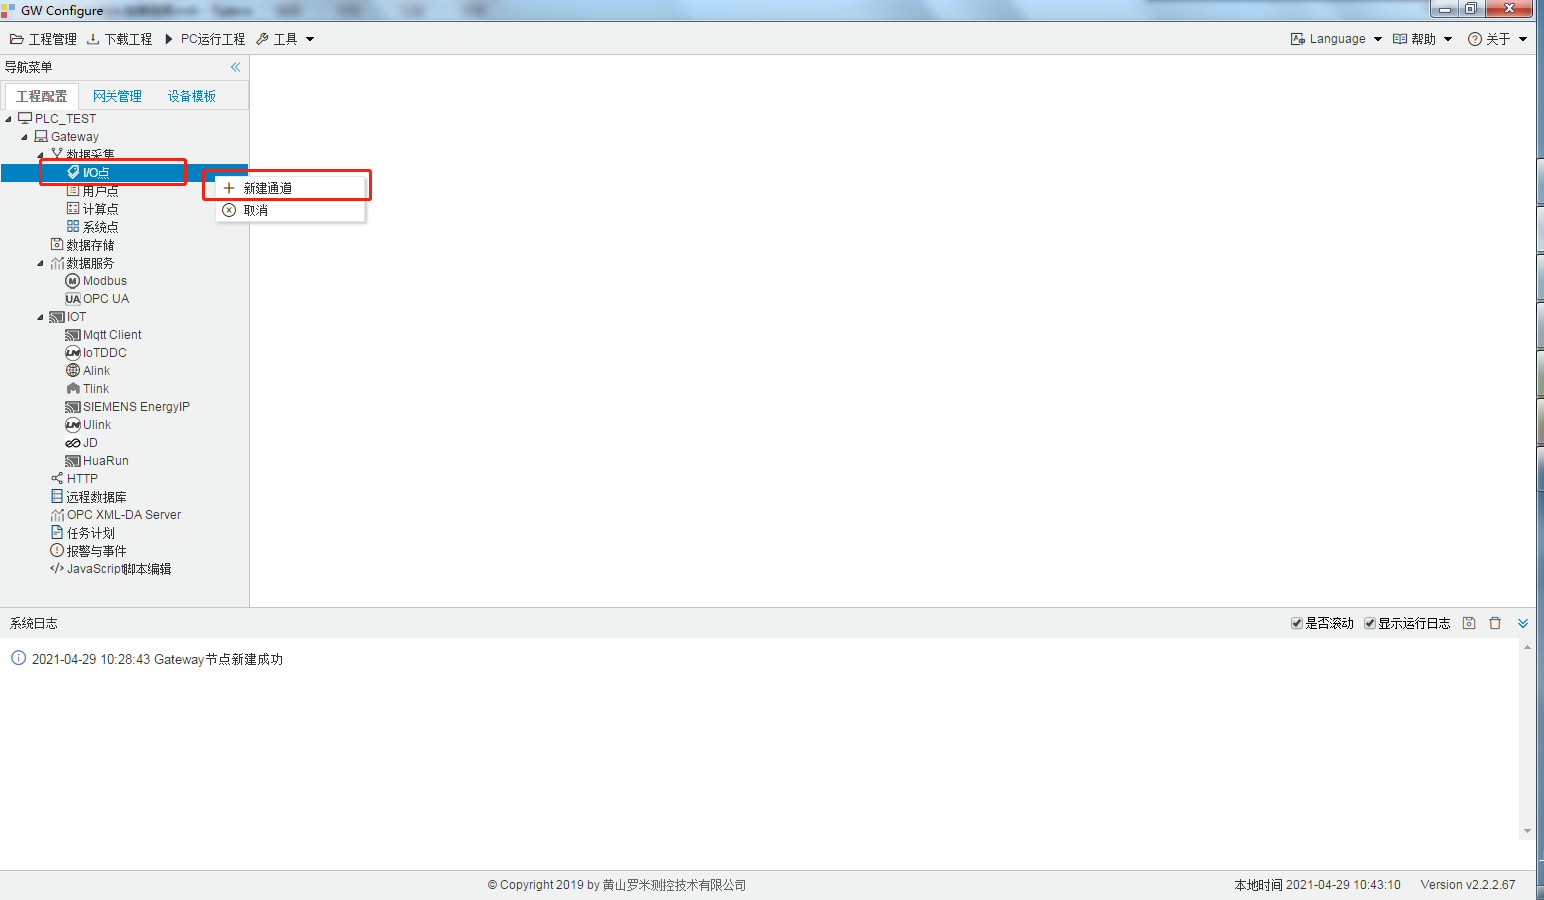 GW Configure
工程管理 下载工程 PC运行工程 工具 Language 帮助 关于
导航菜单
工程配置 网关管理 设备模板
PLC_TEST
Gateway
数据采集
I/O点
新建通道
用户点
计算点
取消
系统点
数据存储
数据服务
Modbus
UA OPC UA
IOT
Mqtt Client
IoTDDC
Alink
Tlink
SIEMENS EnergyIP
Ulink
JD
HuaRun
HTTP
远程数据库
OPC XML-DA Server
任务计划
报警与事件
JavaScript脚本编辑
系统日志 是否滚动 显示运行日志
2021-04-29 10:28:43 Gateway节点新建成功
© Copyright 2019 by 黄山罗米测控技术有限公司 本地时间 2021-04-29 10:43:10 Version v2.2.2.67